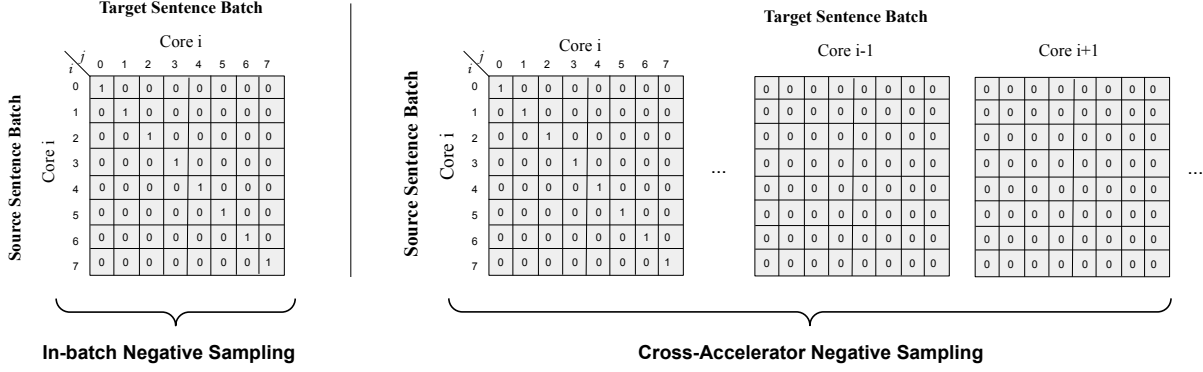 Target Sentence Batch
Core i
j
i
0 1 2 3 4 5 6 7
0 1 0 0 0 0 0 0 0
1 0 1 0 0 0 0 0 0
2 0 0 1 0 0 0 0 0
3 0 0 0 1 0 0 0 0
4 0 0 0 0 1 0 0 0
5 0 0 0 0 0 1 0 0
6 0 0 0 0 0 0 1 0
7 0 0 0 0 0 0 0 1
Source Sentence Batch
Core i
In-batch Negative Sampling
Target Sentence Batch
Core i
j
i
0 1 2 3 4 5 6 7
0 1 0 0 0 0 0 0 0
1 0 1 0 0 0 0 0 0
2 0 0 1 0 0 0 0 0
3 0 0 0 1 0 0 0 0
4 0 0 0 0 1 0 0 0
5 0 0 0 0 0 1 0 0
6 0 0 0 0 0 0 1 0
7 0 0 0 0 0 0 0 1
Source Sentence Batch
Core i
...
Core i-1
0 0 0 0 0 0 0 0
0 0 0 0 0 0 0 0
0 0 0 0 0 0 0 0
0 0 0 0 0 0 0 0
0 0 0 0 0 0 0 0
0 0 0 0 0 0 0 0
0 0 0 0 0 0 0 0
0 0 0 0 0 0 0 0
Core i+1
0 0 0 0 0 0 0 0
0 0 0 0 0 0 0 0
0 0 0 0 0 0 0 0
0 0 0 0 0 0 0 0
0 0 0 0 0 0 0 0
0 0 0 0 0 0 0 0
0 0 0 0 0 0 0 0
0 0 0 0 0 0 0 0
...
Cross-Accelerator Negative Sampling